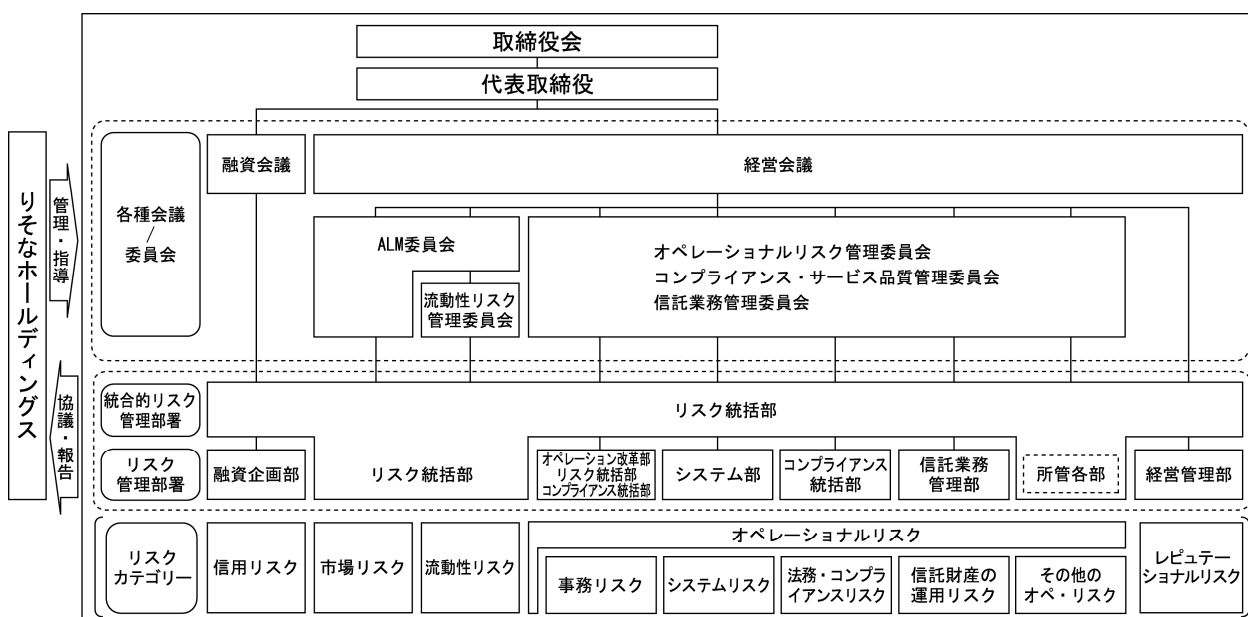 取締役会
代表取締役
りそなホールディングス
管理・指導
協議・報告
各種会議
/
委員会
融資会議
経営会議
ALM委員会
流動性リスク
管理委員会
オペレーショナルリスク管理委員会
コンプライアンス・サービス品質管理委員会
信託業務管理委員会
統合的リスク
管理部署
リスク統括部
リスク
管理部署
融資企画部
リスク統括部
オペレーション改革部
リスク統括部
コンプライアンス統括部
システム部
コンプライアンス
統括部
信託業務
管理部
所管各部
経営管理部
リスク
カテゴリー
信用リスク
市場リスク
流動性リスク
オペレーショナルリスク
事務リスク
システムリスク
法務・コンプラ
イアンスリスク
信託財産の
運用リスク
その他の
オペ・リスク
レピュテー
ショナルリスク